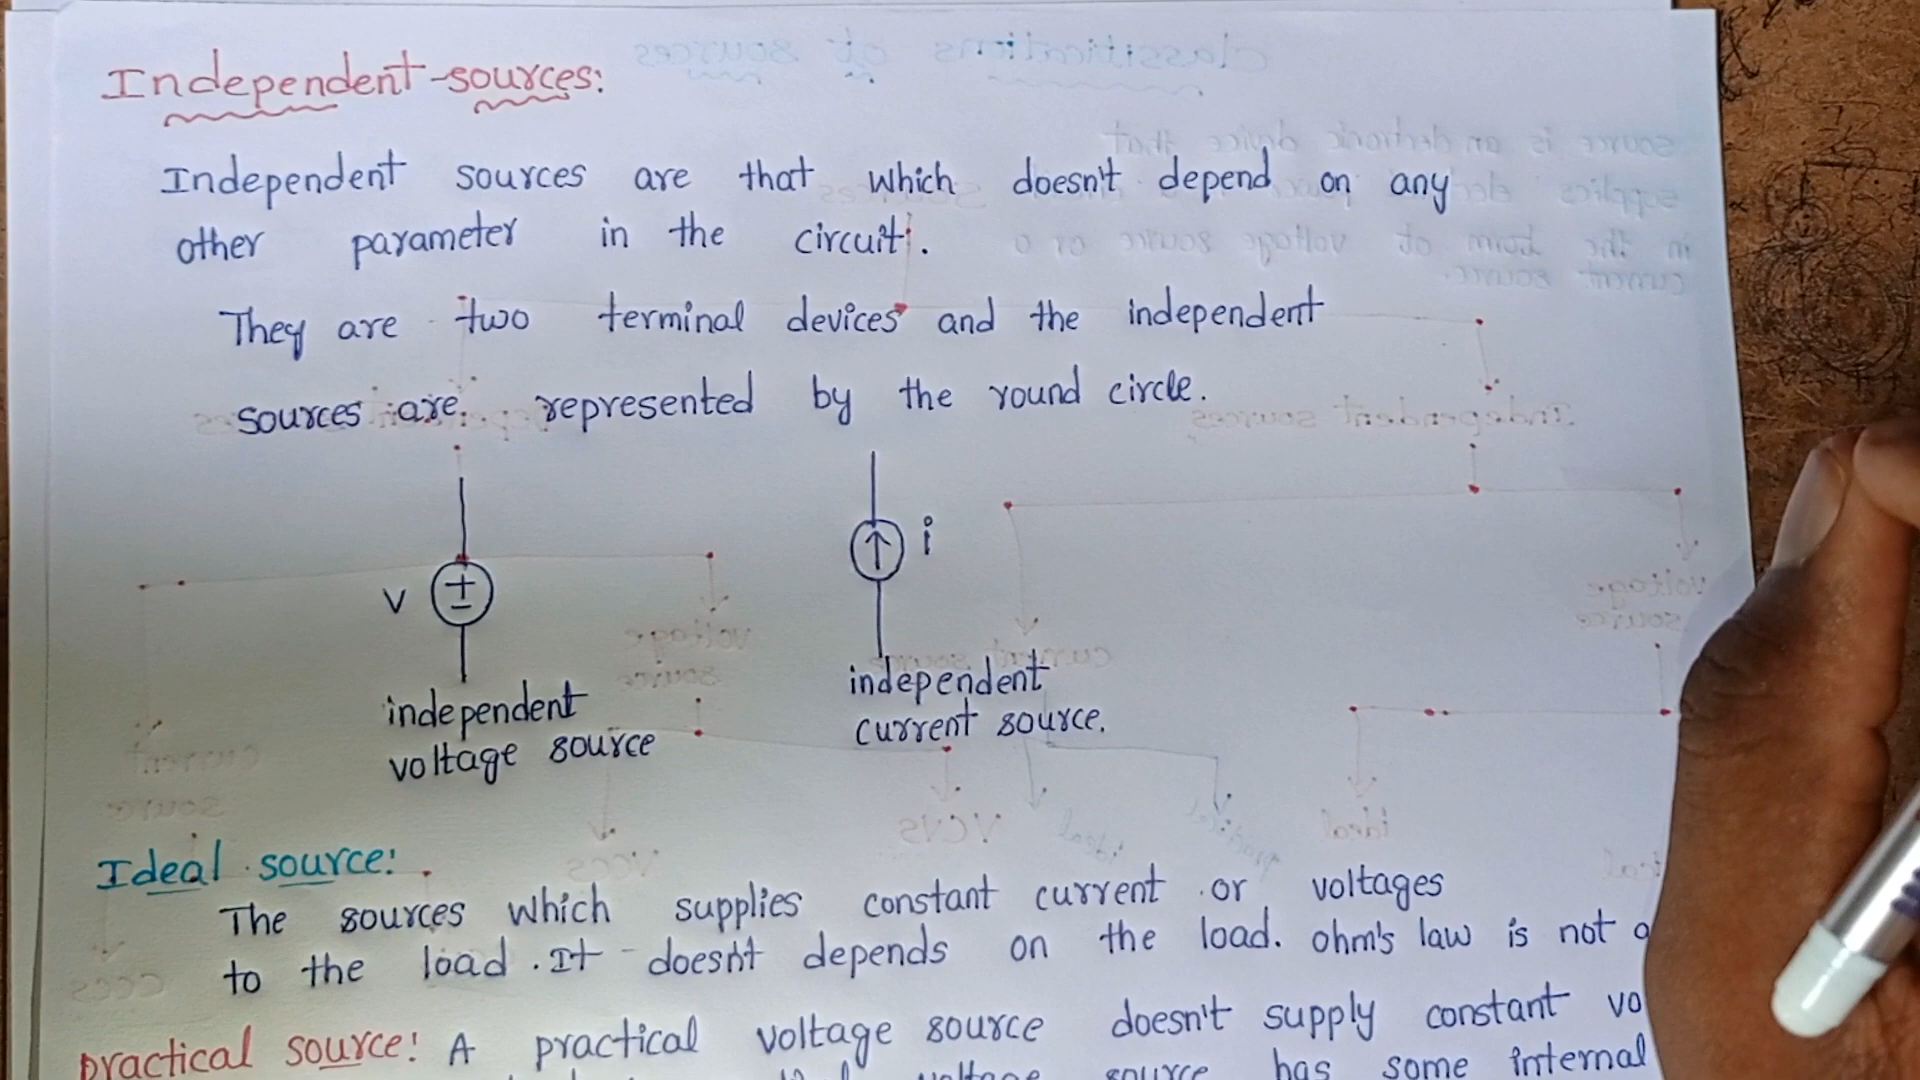 Independent sources:
Independent sources are that which doesn't depend on any
other parameter in the circuit.
They are two terminal devices and the independent
sources are represented by the round circle.
V + -
independent
voltage source
↑ i
independent
current source.
Ideal source:
The sources which supplies constant current or voltages
to the load. It doesn't depends on the load. ohm's law is not
practical source: A practical voltage source doesn't supply constant
source has some internal